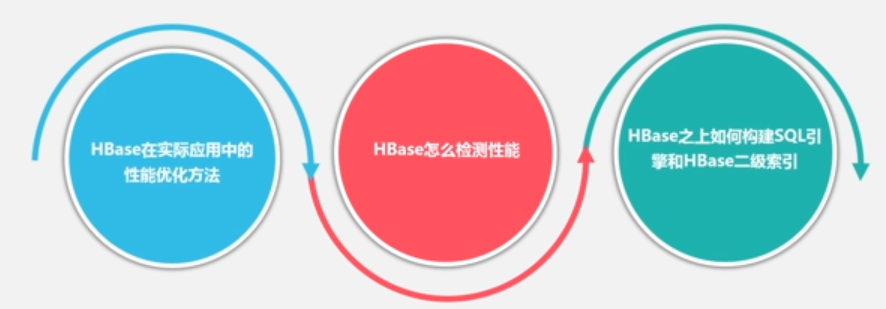 HBase在实际应用中的
性能优化方法
HBase怎么检测性能
HBase之上如何构建SQL引
擎和HBase二级索引